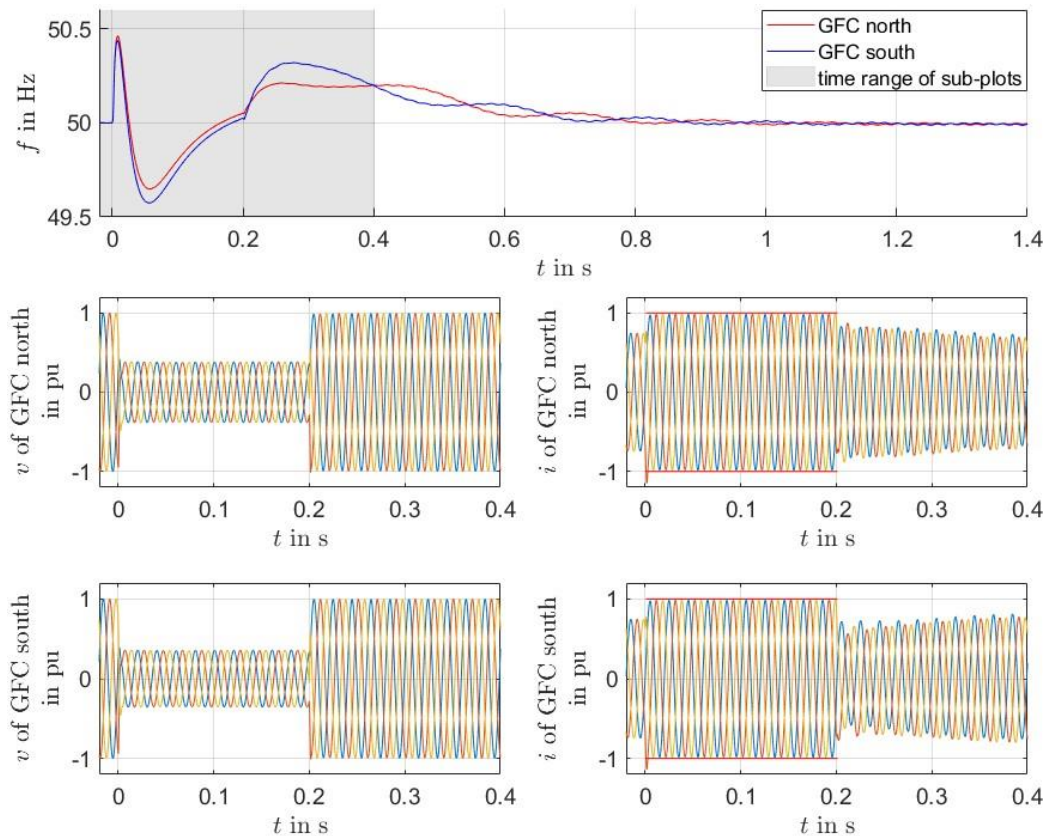 50.5
50
49.5
f in Hz
GFC north
GFC south
time range of sub-plots
0 0.2 0.4 0.6 0.8 1 1.2 1.4
t in s
v of GFC north
in pu
1
0
-1
0 0.1 0.2 0.3 0.4
t in s
i of GFC north
in pu
1
0
-1
0 0.1 0.2 0.3 0.4
t in s
v of GFC south
in pu
1
0
-1
0 0.1 0.2 0.3 0.4
t in s
i of GFC south
in pu
1
0
-1
0 0.1 0.2 0.3 0.4
t in s